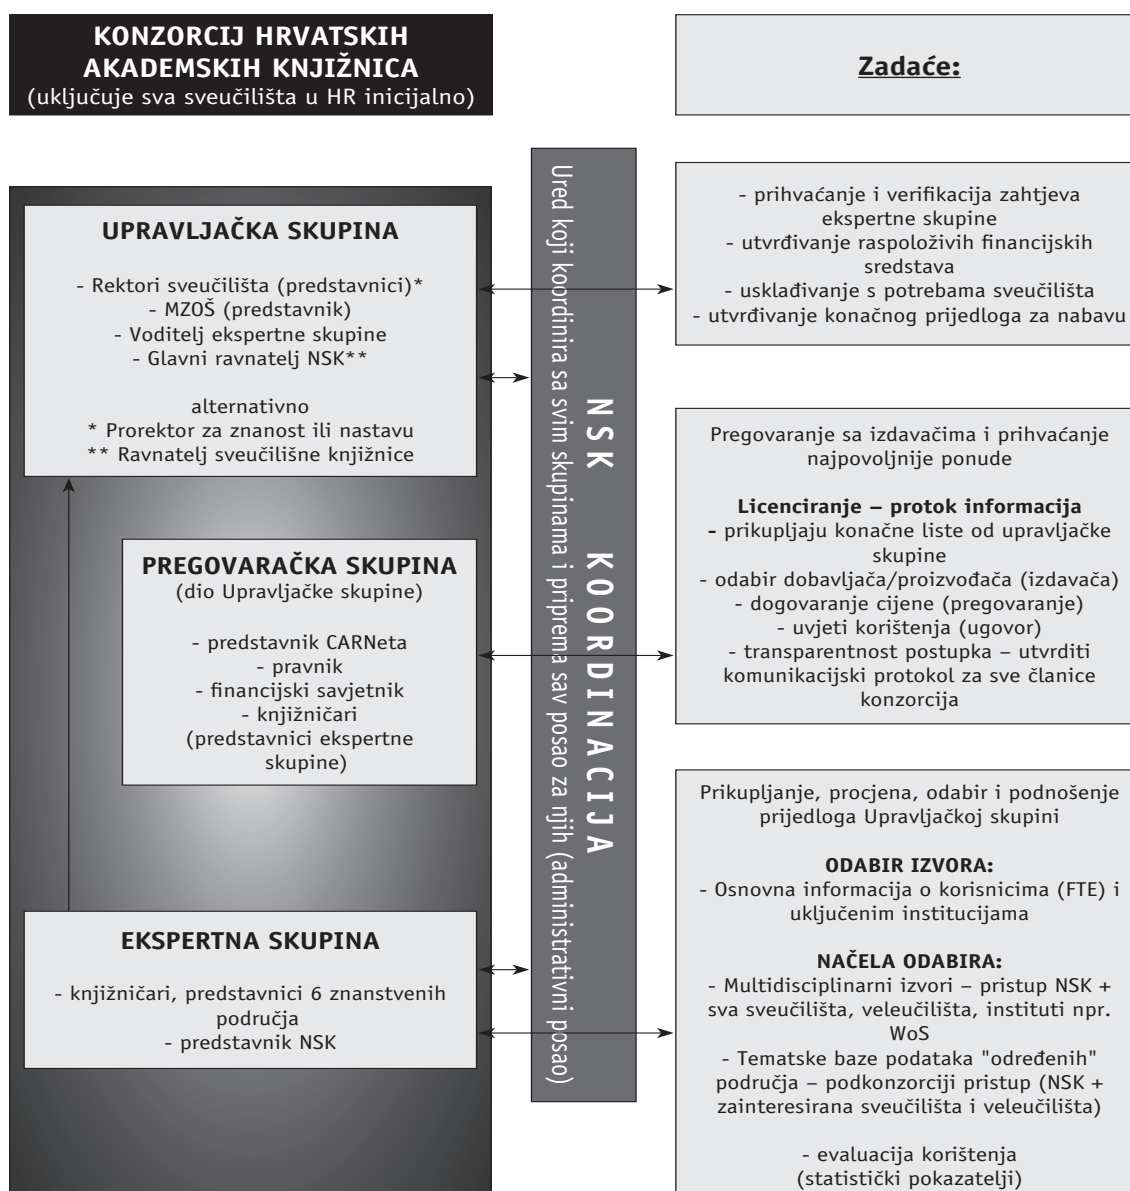 KONZORCIJ HRVATSKIH
AKADEMSKIH KNJIŽNICA
(uključuje sva sveučilišta u HR inicijalno)
Zadaće:
UPRAVLJAČKA SKUPINA
- Rektori sveučilišta (predstavnici)*
- MZOŠ (predstavnik)
- Voditelj ekspertne skupine
- Glavni ravnatelj NSK**
alternativno
* Prorektor za znanost ili nastavu
** Ravnatelj sveučilišne knjižnice
PREGOVARAČKA SKUPINA
(dio Upravljačke skupine)
- predstavnik CARNeta
- pravnik
- financijski savjetnik
- knjižničari
(predstavnici ekspertne
skupine)
EKSPERTNA SKUPINA
- knjižničari, predstavnici 6 znanstvenih
područja
- predstavnik NSK
NSK KOORDINACIJA
Ured koji koordinira sa svim skupinama i priprema sav posao za njih (administrativni posao)
- prihvaćanje i verifikacija zahtjeva
ekspertne skupine
- utvrđivanje raspoloživih financijskih
sredstava
- usklađivanje s potrebama sveučilišta
- utvrđivanje konačnog prijedloga za nabavu
Pregovaranje sa izdavačima i prihvaćanje
najpovoljnije ponude
Licenciranje – protok informacija
- prikupljaju konačne liste od upravljačke
skupine
- odabir dobavljača/proizvođača (izdavača)
- dogovaranje cijene (pregovaranje)
- uvjeti korištenja (ugovor)
- transparentnost postupka – utvrditi
komunikacijski protokol za sve članice
konzorcija
Prikupljanje, procjena, odabir i podnošenje
prijedloga Upravljačkoj skupini
ODABIR IZVORA:
- Osnovna informacija o korisnicima (FTE) i
uključenim institucijama
NAČELA ODABIRA:
- Multidisciplinarni izvori – pristup NSK +
sva sveučilišta, veleučilišta, instituti npr.
WoS
- Tematske baze podataka "određenih"
područja – podkonzorciji pristup (NSK +
zainteresirana sveučilišta i veleučilišta)
- evaluacija korištenja
(statistički pokazatelji)